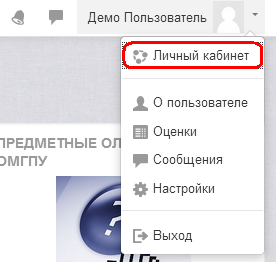 Демо Пользователь
Личный кабинет
О пользователе
Оценки
Сообщения
Настройки
Выход
ПРЕДМЕТНЫЕ ОЛ
ОМГПУ
?